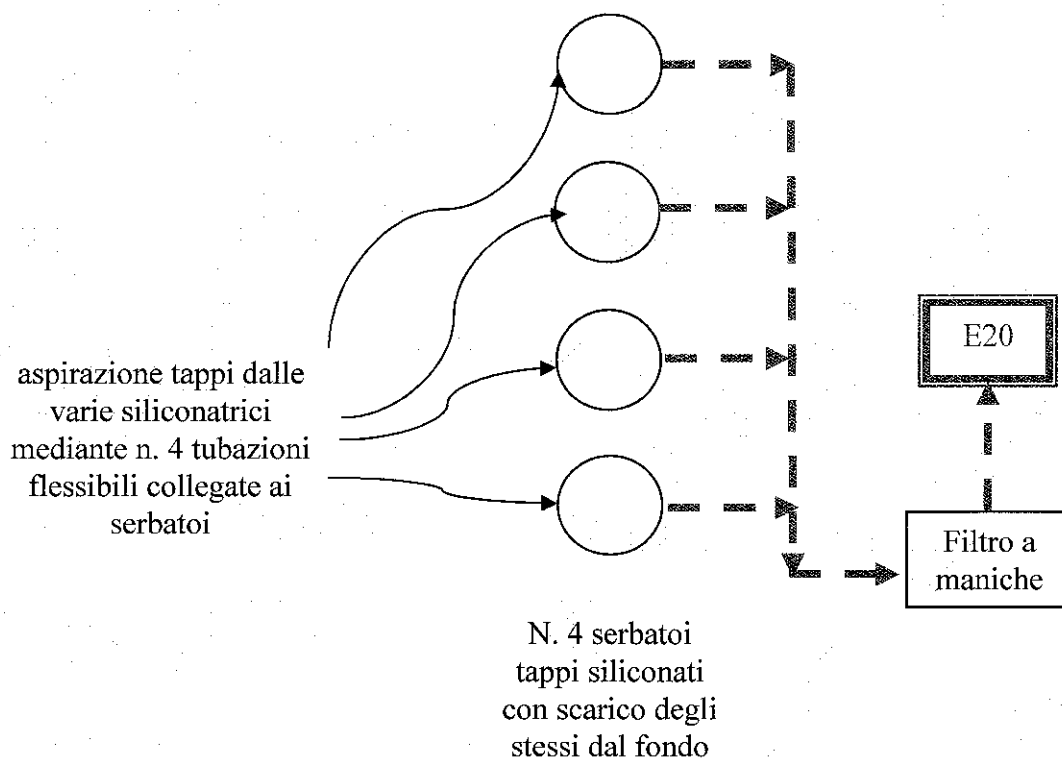 aspirazione tappi dalle
varie siliconatrici
mediante n. 4 tubazioni
flessibili collegate ai
serbatoi
E20
Filtro a
maniche
N. 4 serbatoi
tappi siliconati
con scarico degli
stessi dal fondo